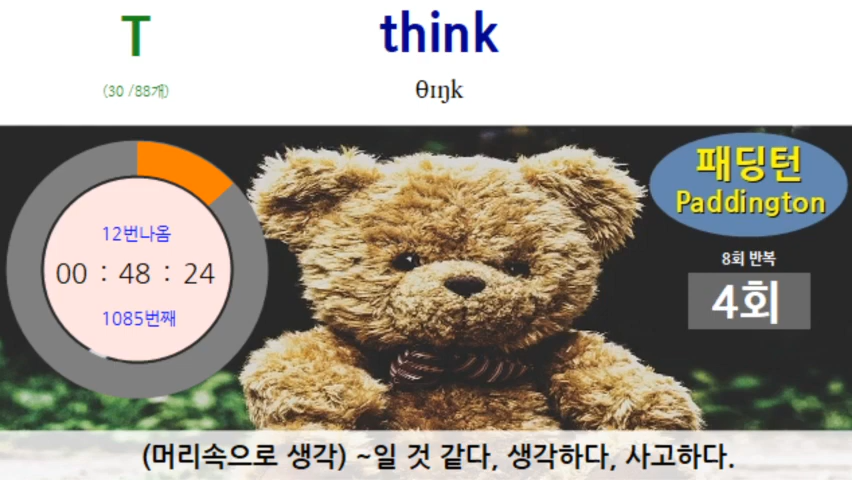 T
think
(30 /88개)
θɪŋk
패딩턴
Paddington
12번나옴
00 : 48 : 24
1085번째
8회 반복
4회
(머리속으로 생각) ~일 것 같다, 생각하다, 사고하다.